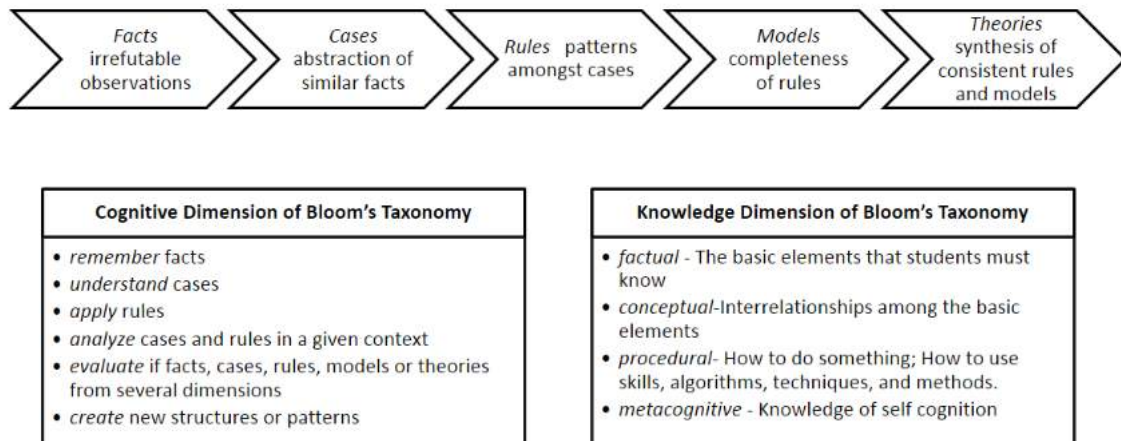 Facts
irrefutable
observations
Cases
abstraction of
similar facts
Rules patterns
amongst cases
Models
completeness
of rules
Theories
synthesis of
consistent rules
and models
Cognitive Dimension of Bloom's Taxonomy
• remember facts
• understand cases
• apply rules
• analyze cases and rules in a given context
• evaluate if facts, cases, rules, models or theories
from several dimensions
• create new structures or patterns
Knowledge Dimension of Bloom's Taxonomy
• factual - The basic elements that students must
know
• conceptual-Interrelationships among the basic
elements
• procedural- How to do something; How to use
skills, algorithms, techniques, and methods.
• metacognitive - Knowledge of self cognition